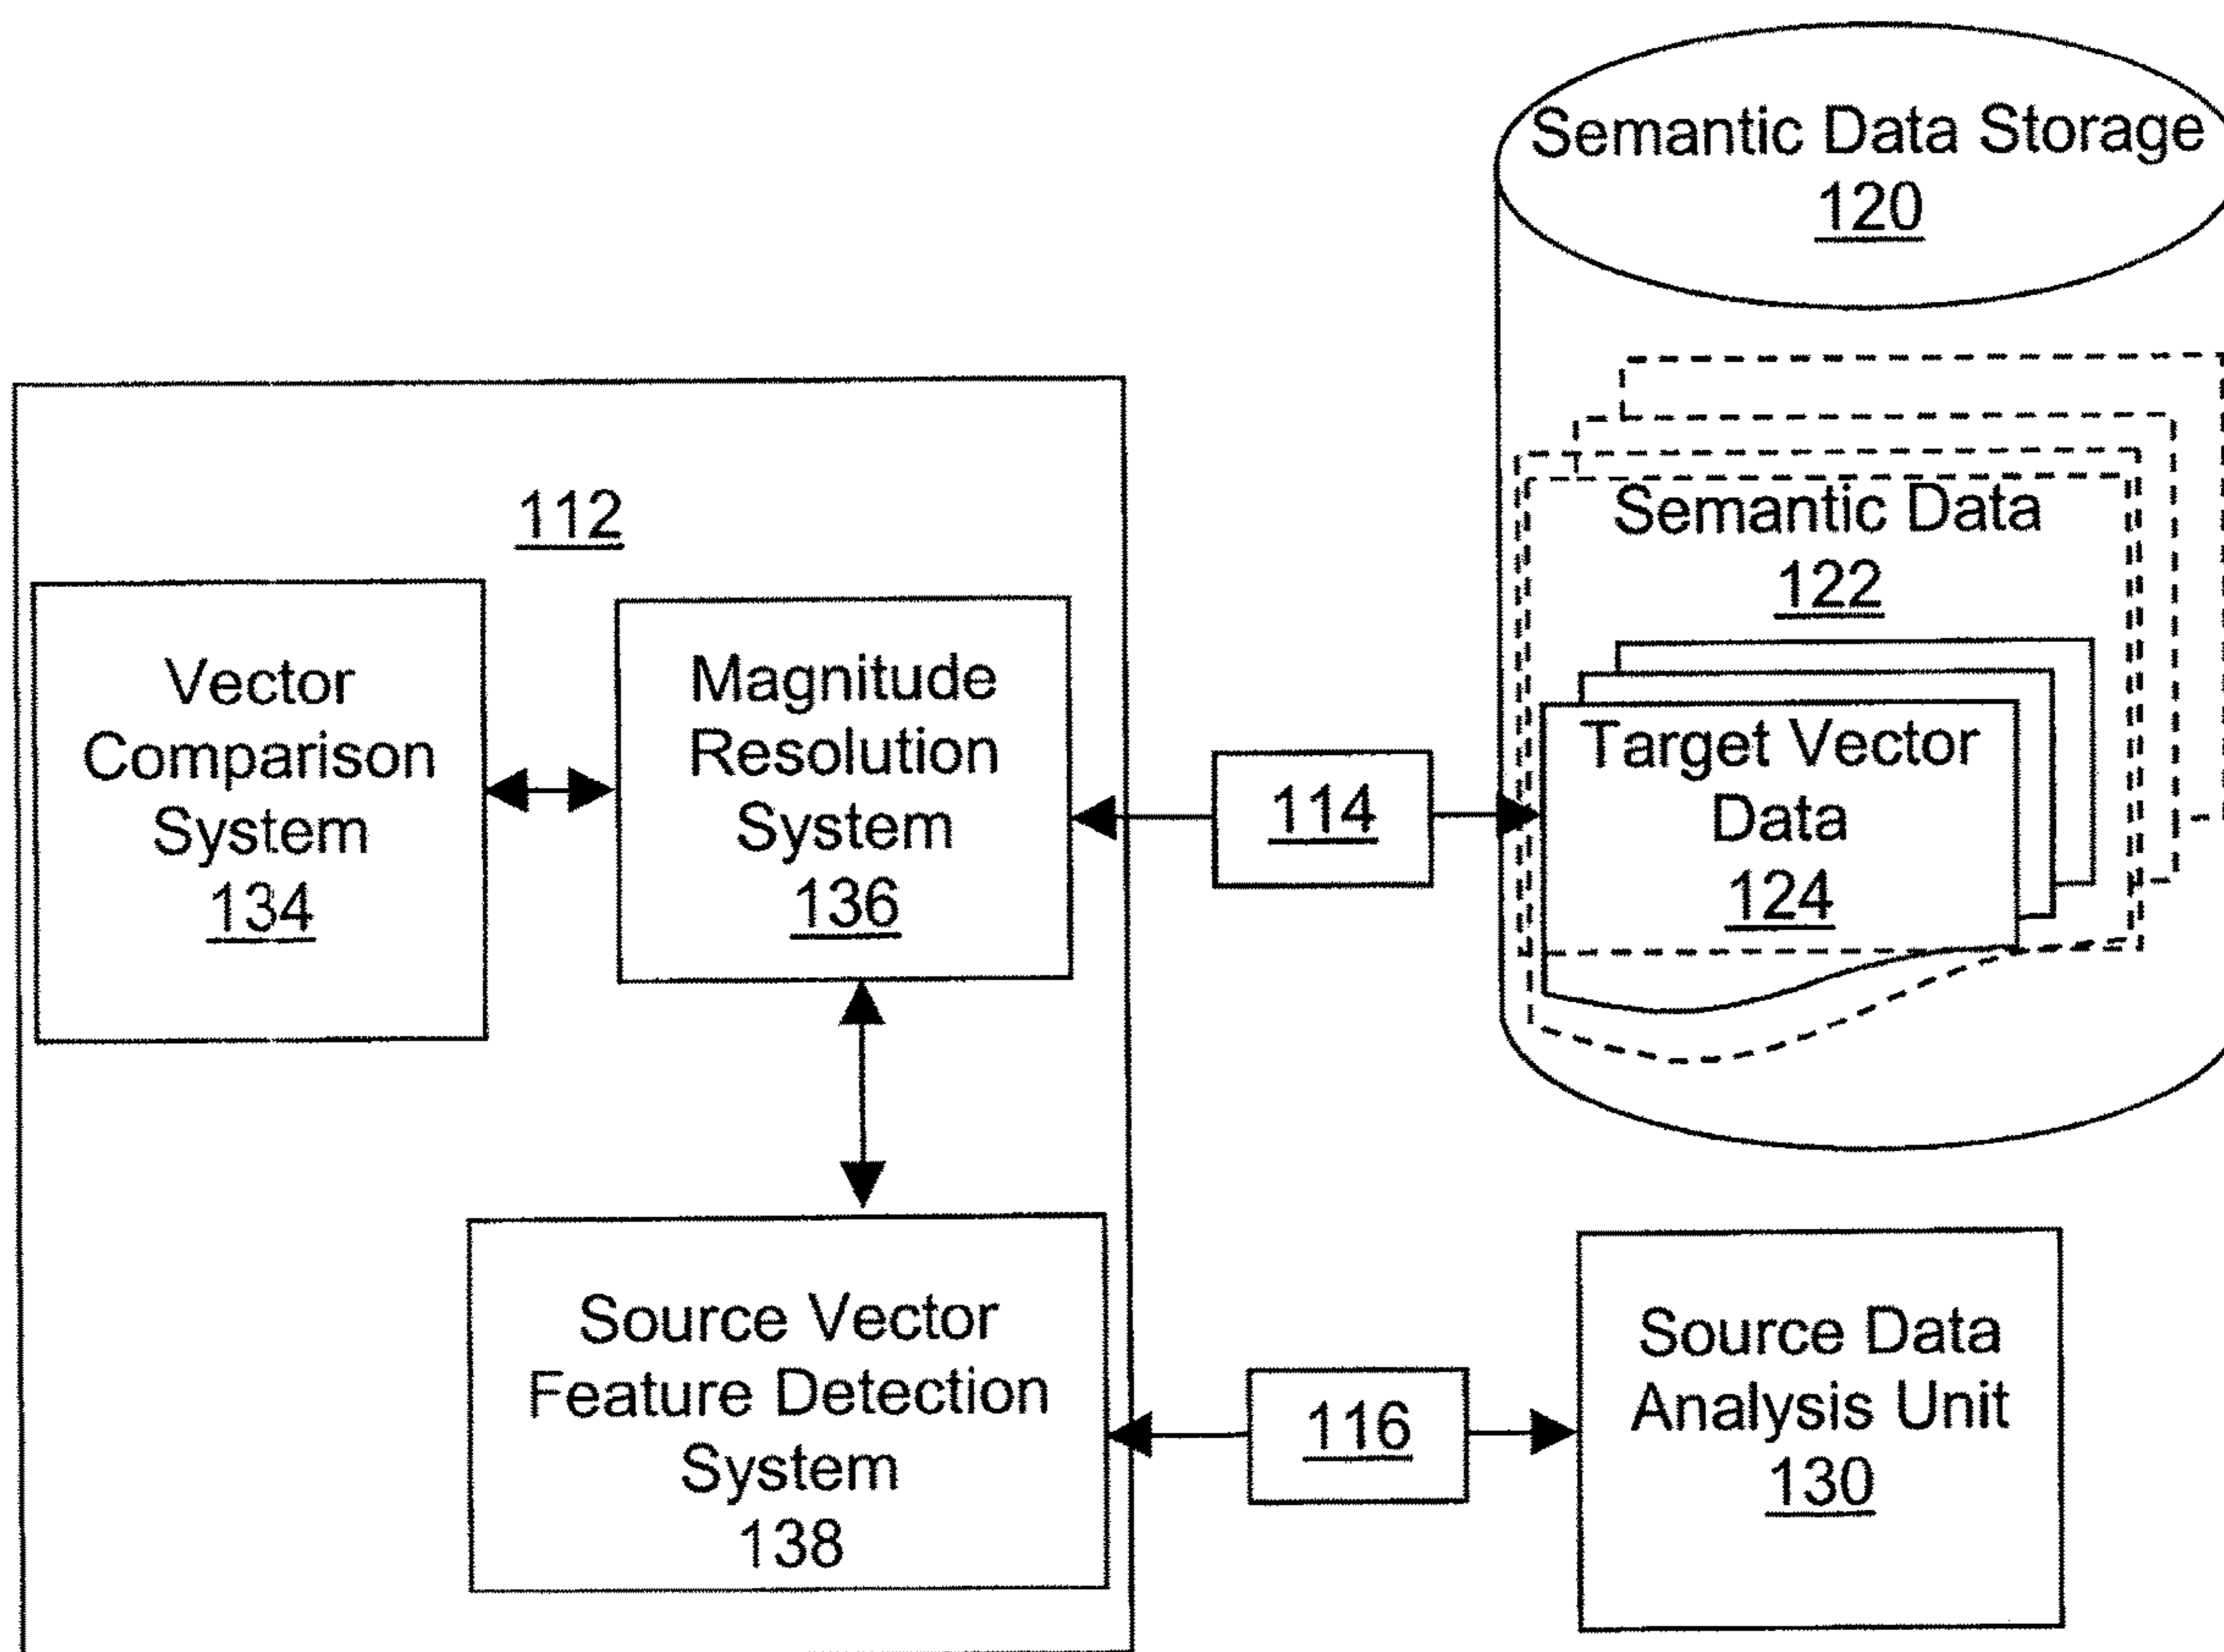 Semantic Data Storage
120
112
Semantic Data
122
Vector
Comparison
System
134
Magnitude
Resolution
System
136
114
Target Vector
Data
124
Source Vector
Feature Detection
System
138
116
Source Data
Analysis Unit
130